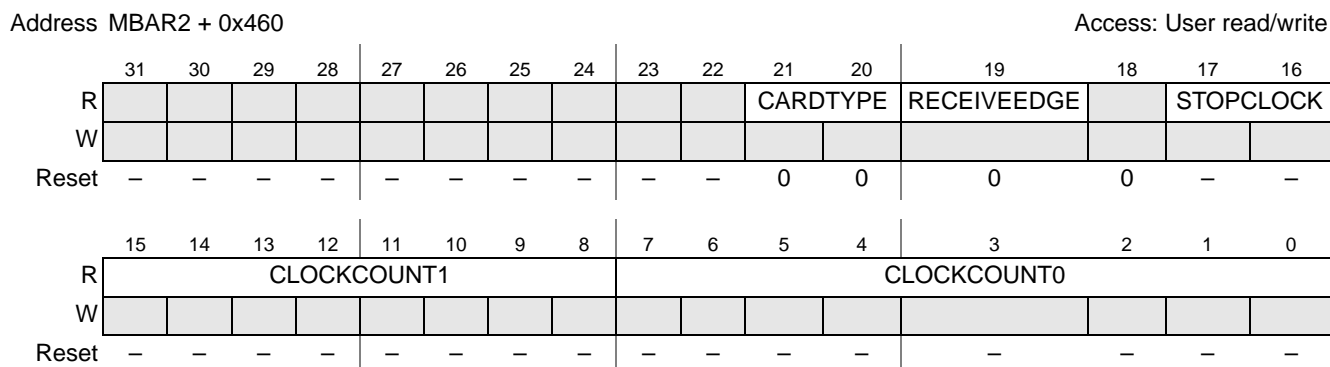 Address MBAR2 + 0x460 Access: User read/write
31 30 29 28 27 26 25 24 23 22 21 20 19 18 17 16
R CARDTYPE RECEIVEEDGE STOPCLOCK
W
Reset – – – – – – – – – – 0 0 0 0 – –
15 14 13 12 11 10 9 8 7 6 5 4 3 2 1 0
R CLOCKCOUNT1 CLOCKCOUNT0
W
Reset – – – – – – – – – – – – – – – –